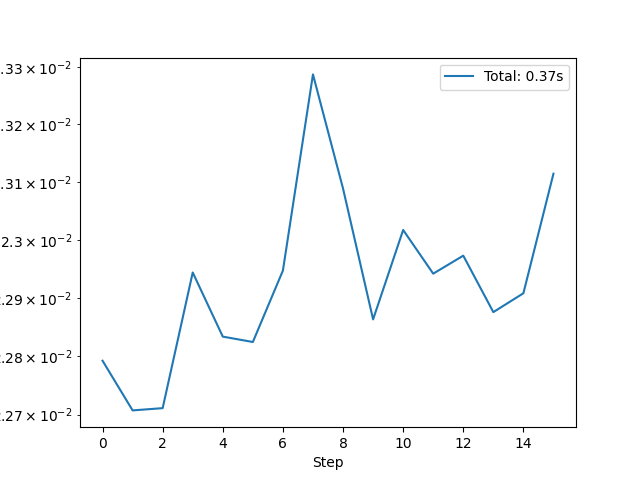 .33 × 10⁻²
.32 × 10⁻²
.31 × 10⁻²
2.3 × 10⁻²
.29 × 10⁻²
.28 × 10⁻²
.27 × 10⁻²
Total: 0.37s
0 2 4 6 8 10 12 14
Step